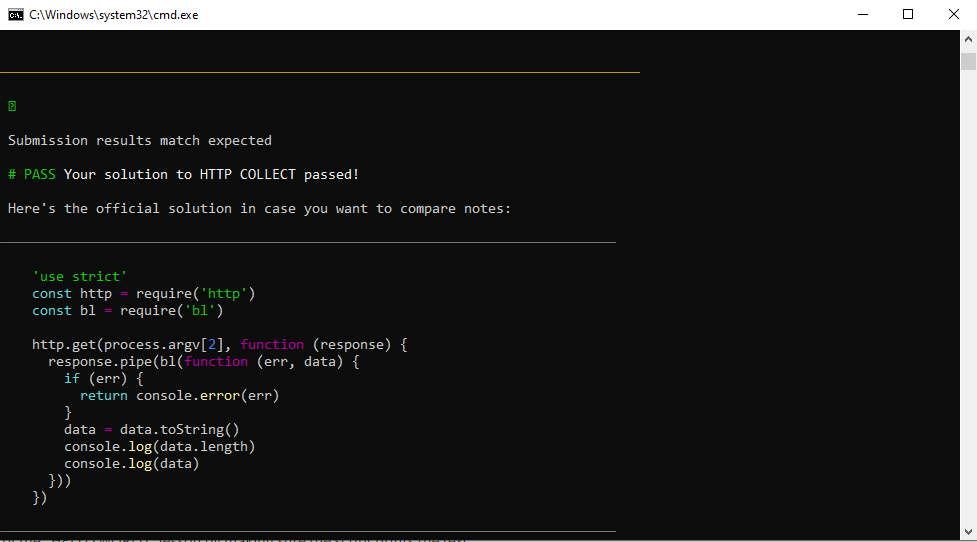 C:\Windows\system32\cmd.exe
Submission results match expected
# PASS Your solution to HTTP COLLECT passed!
Here's the official solution in case you want to compare notes:
'use strict'
const http = require('http')
const bl = require('bl')
http.get(process.argv[2], function (response) {
response.pipe(bl(function (err, data) {
if (err) {
return console.error(err)
}
data = data.toString()
console.log(data.length)
console.log(data)
}))
})